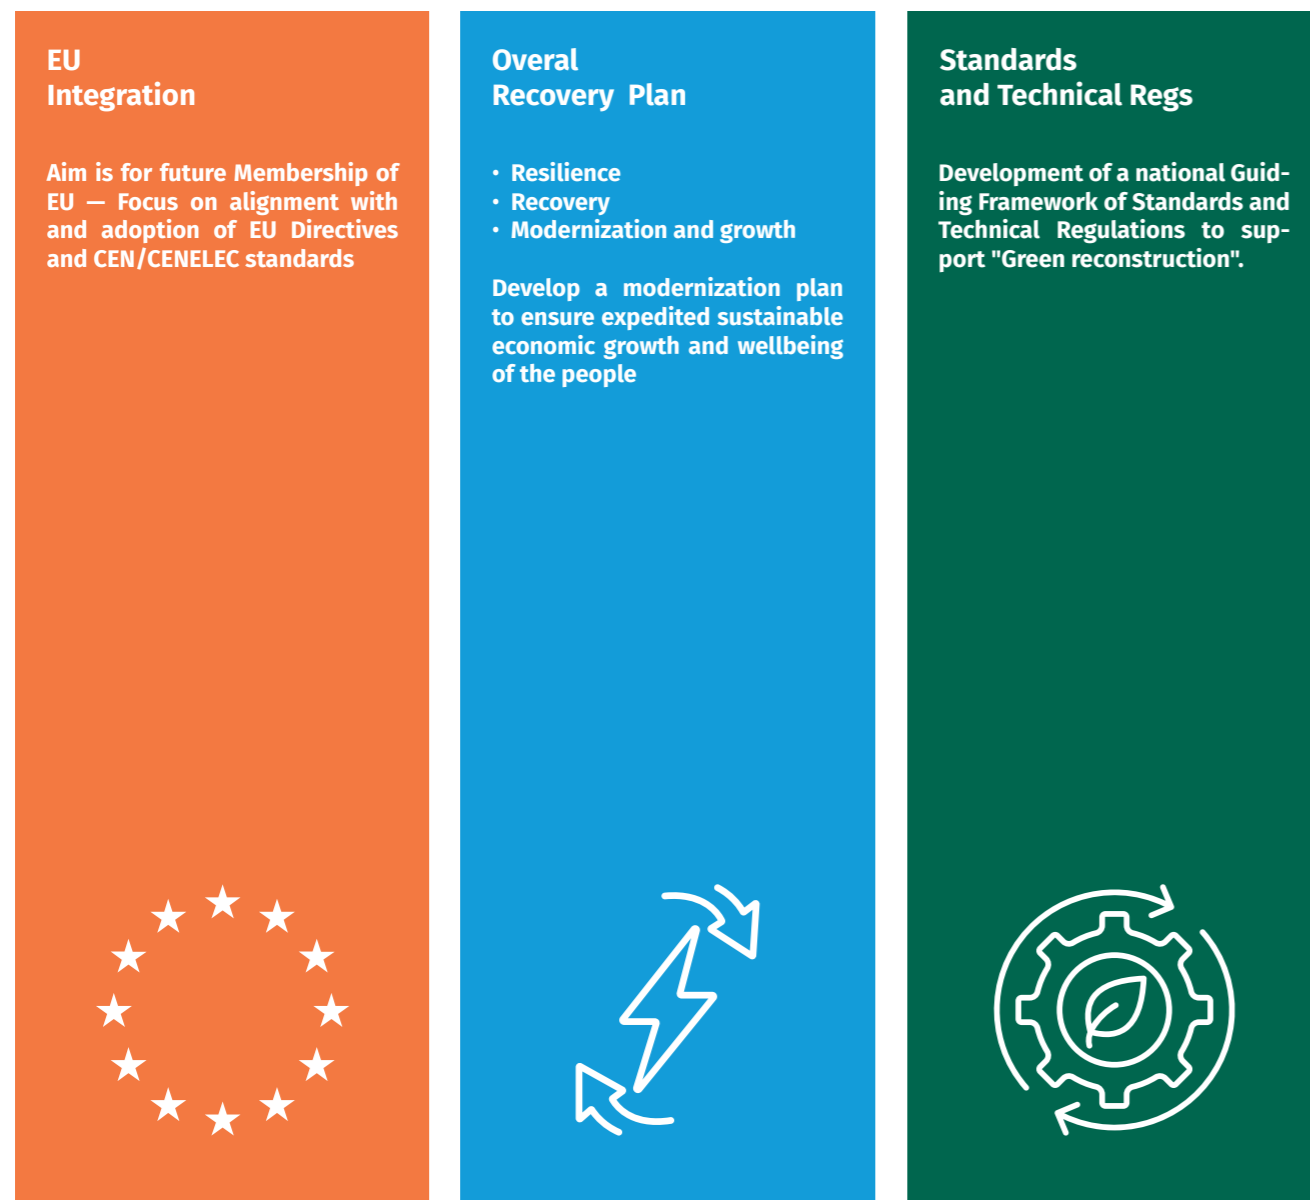 EU
Integration
Aim is for future Membership of
EU — Focus on alignment with
and adoption of EU Directives
and CEN/CENELEC standards
Overal
Recovery Plan
• Resilience
• Recovery
• Modernization and growth
Develop a modernization plan
to ensure expedited sustainable
economic growth and wellbeing
of the people
Standards
and Technical Regs
Development of a national Guid-
ing Framework of Standards and
Technical Regulations to sup-
port "Green reconstruction".